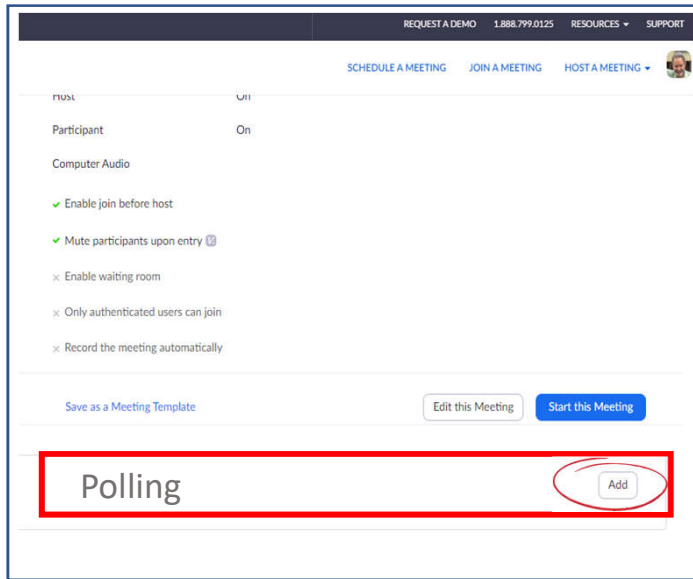 REQUEST A DEMO 1.888.799.0125 RESOURCES SUPPORT
SCHEDULE A MEETING JOIN A MEETING HOST A MEETING
Host Off
Participant On
Computer Audio
Enable join before host
Mute participants upon entry
Enable waiting room
Only authenticated users can join
Record the meeting automatically
Save as a Meeting Template Edit this Meeting Start this Meeting
Polling Add